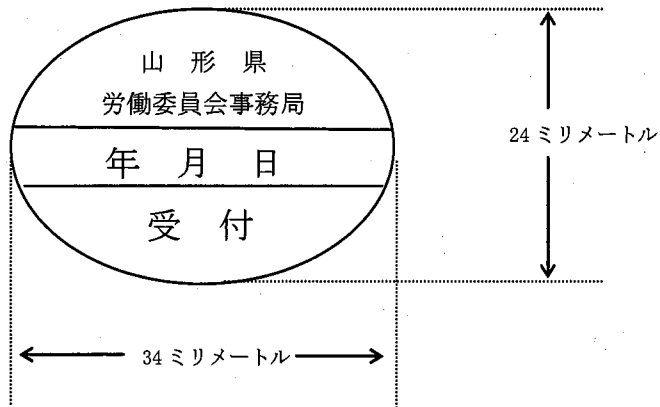 山形県
労働委員会事務局
年月日
受付
24ミリメートル
34ミリメートル